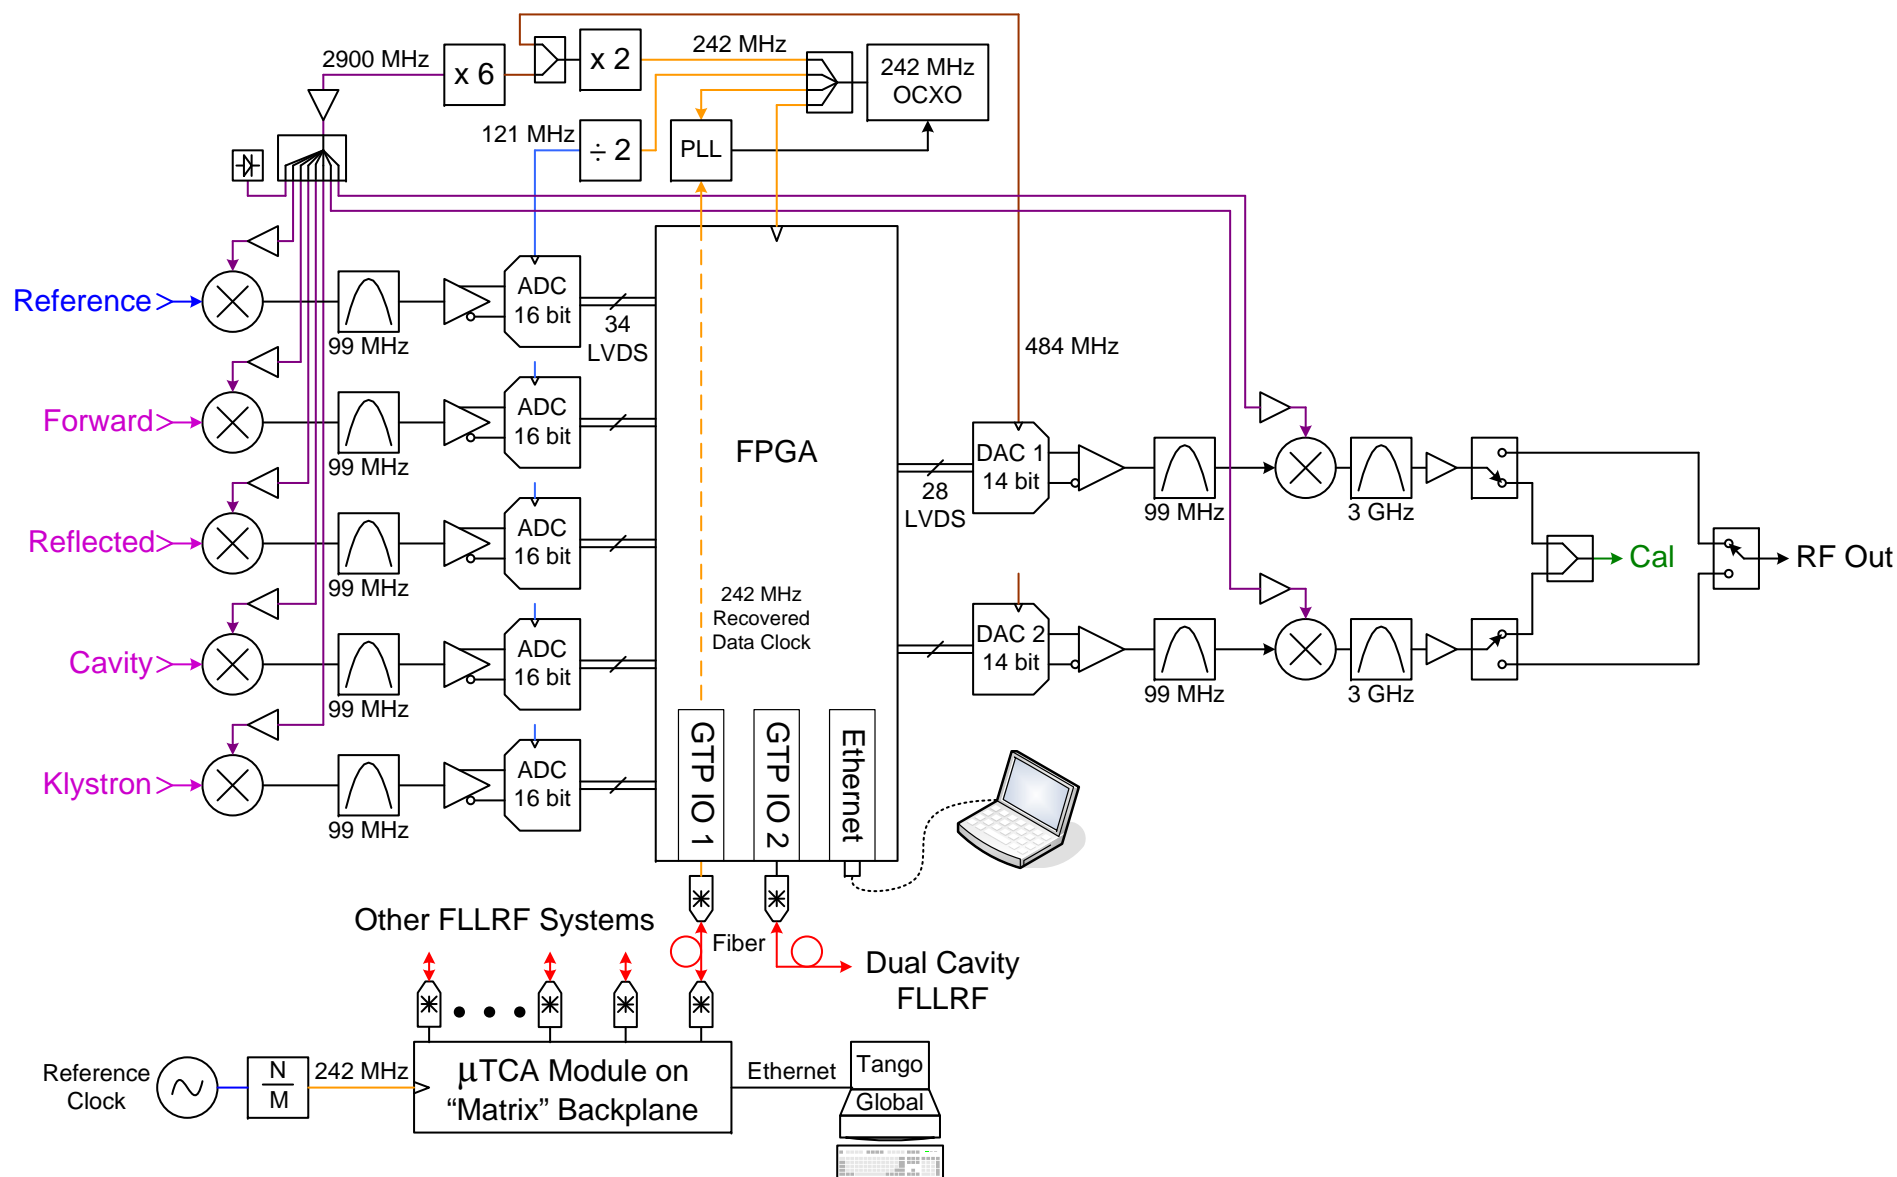 2900 MHz
x 6
x 2
242 MHz
242 MHz
OCXO
121 MHz
÷ 2
PLL
Reference
99 MHz
ADC
16 bit
34
LVDS
484 MHz
Forward
99 MHz
ADC
16 bit
FPGA
DAC 1
14 bit
28
LVDS
99 MHz
3 GHz
Reflected
99 MHz
ADC
16 bit
Cal
RF Out
242 MHz
Recovered
Data Clock
Cavity
99 MHz
ADC
16 bit
DAC 2
14 bit
99 MHz
3 GHz
Klystron
99 MHz
ADC
16 bit
GTP IO 1
GTP IO 2
Ethernet
Other FLLRF Systems
Fiber
Dual Cavity
FLLRF
Reference
Clock
N
M
242 MHz
μTCA Module on
“Matrix” Backplane
Ethernet
Tango
Global